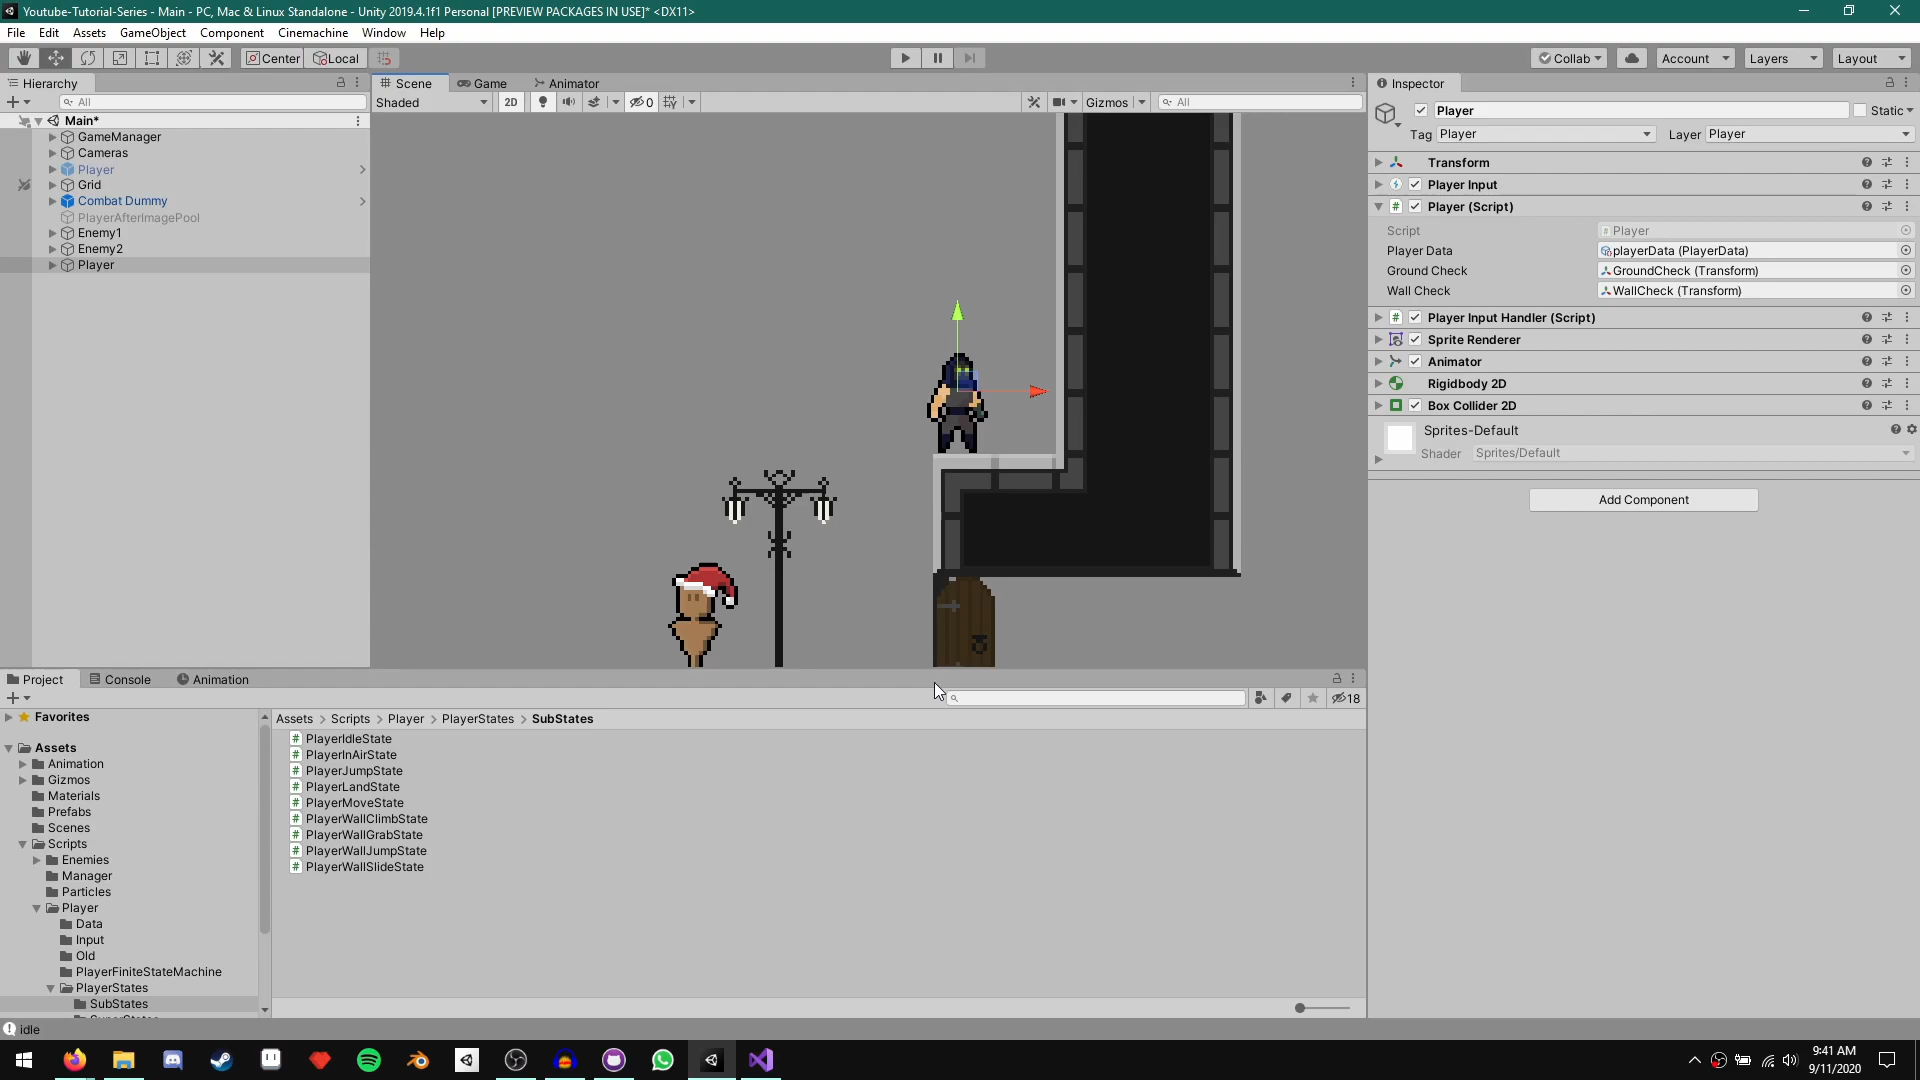 Youtube-Tutorial-Series - Main - PC, Mac & Linux Standalone - Unity 2019.4.1f1 Personal [PREVIEW PACKAGES IN USE]* <DX11>
File Edit Assets GameObject Component Cinemachine Window Help
Center Local Collab Account Layers Layout
Hierarchy
All
Main*
GameManager
Cameras
Player
Grid
Combat Dummy
PlayerAfterImagePool
Enemy1
Enemy2
Player
Scene Game Animator
Shaded 2D 0 Gizmos All
Inspector
Player Static
Tag Player Layer Player
Transform
Player Input
Player (Script)
Script Player
Player Data playerData (PlayerData)
Ground Check GroundCheck (Transform)
Wall Check WallCheck (Transform)
Player Input Handler (Script)
Sprite Renderer
Animator
Rigidbody 2D
Box Collider 2D
Sprites-Default
Shader Sprites/Default
Add Component
Project Console Animation
18
Favorites
Assets
Animation
Gizmos
Materials
Prefabs
Scenes
Scripts
Enemies
Manager
Particles
Player
Data
Input
Old
PlayerFiniteStateMachine
PlayerStates
SubStates
Assets > Scripts > Player > PlayerStates > SubStates
PlayerIdleState
PlayerInAirState
PlayerJumpState
PlayerLandState
PlayerMoveState
PlayerWallClimbState
PlayerWallGrabState
PlayerWallJumpState
PlayerWallSlideState
idle
9:41 AM
9/11/2020